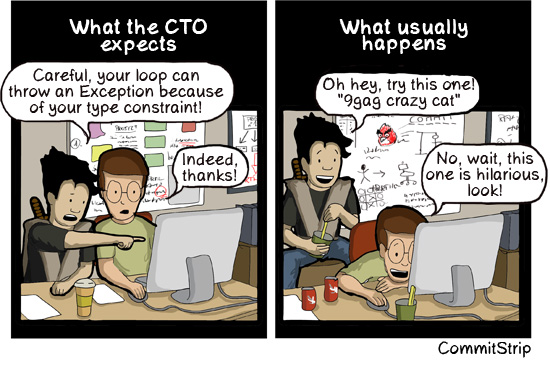 What the CTO
expects
Careful, your loop can
throw an Exception because
of your type constraint!
Indeed,
thanks!
What usually
happens
Oh hey, try this one!
"9gag crazy cat"
No, wait, this
one is hilarious,
look!
CommitStrip